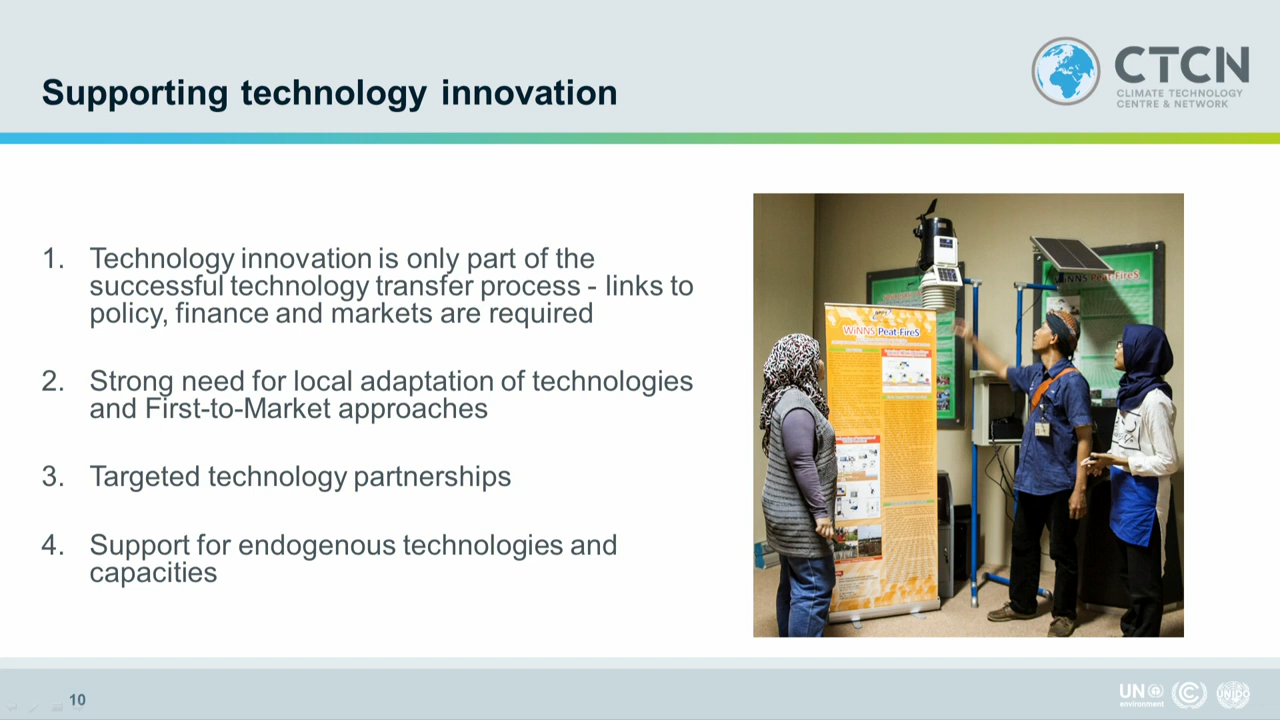 Supporting technology innovation
CTCN
CLIMATE TECHNOLOGY
CENTRE & NETWORK
1. Technology innovation is only part of the
successful technology transfer process - links to
policy, finance and markets are required
2. Strong need for local adaptation of technologies
and First-to-Market approaches
3. Targeted technology partnerships
4. Support for endogenous technologies and
capacities
WiNNS Peat-FireS
WiNNS Peat-FireS
10
UN
environment
UNIDO